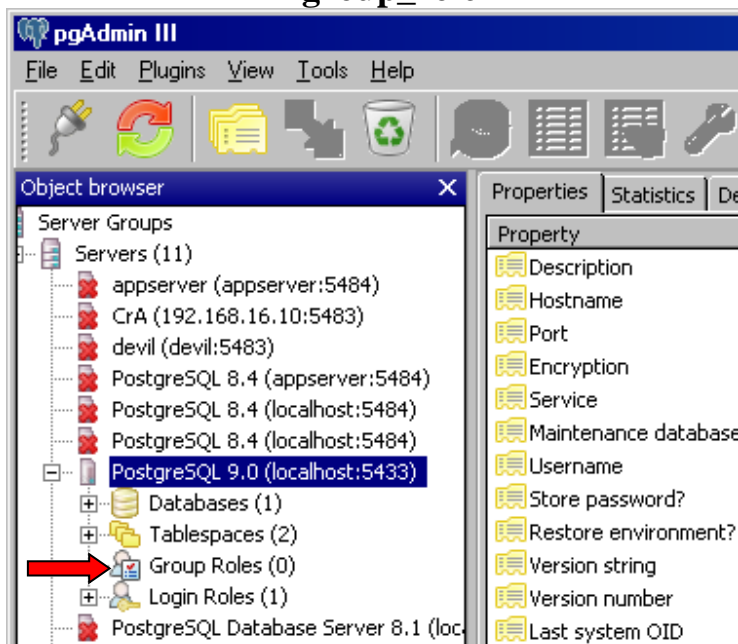 pgAdmin III
File Edit Plugins View Tools Help
Object browser X
Server Groups
Servers (11)
appserver (appserver:5484)
CrA (192.168.16.10:5483)
devil (devil:5483)
PostgreSQL 8.4 (appserver:5484)
PostgreSQL 8.4 (localhost:5484)
PostgreSQL 8.4 (localhost:5484)
PostgreSQL 9.0 (localhost:5433)
Databases (1)
Tablespaces (2)
Group Roles (0)
Login Roles (1)
PostgreSQL Database Server 8.1 (loc
Properties Statistics De
Property
Description
Hostname
Port
Encryption
Service
Maintenance database
Username
Store password?
Restore environment?
Version string
Version number
Last system OID